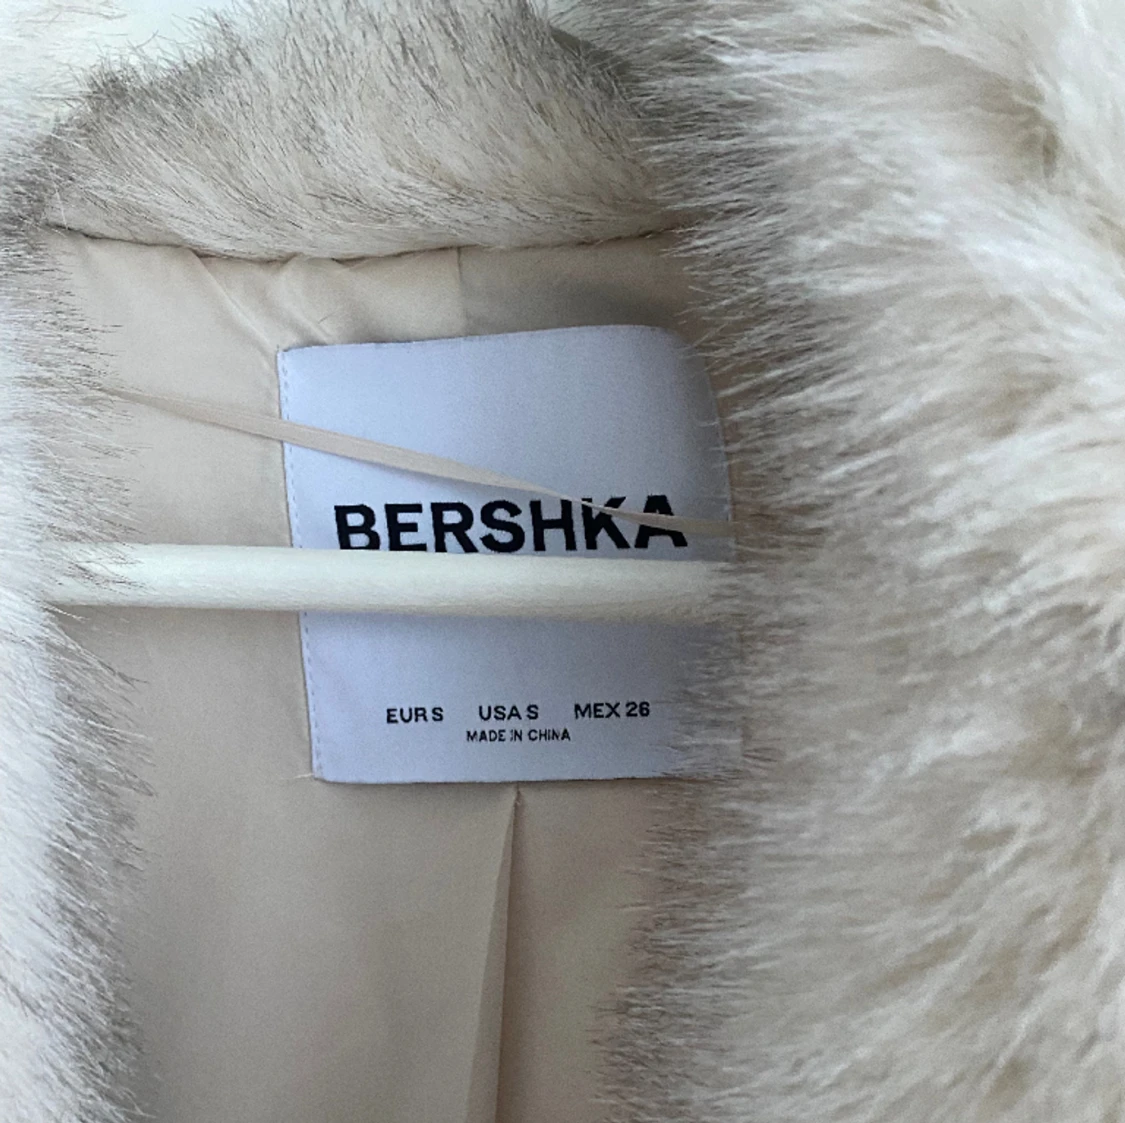 BERSHKA
EUR S USA S MEX 26
MADE IN CHINA